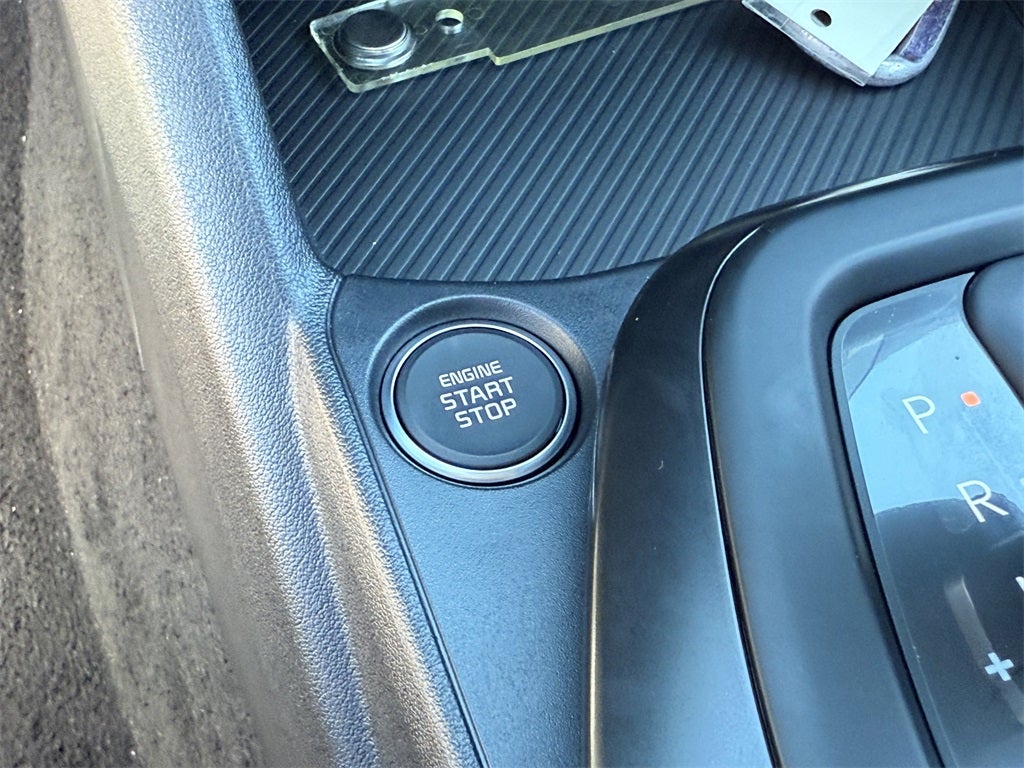 ENGINE
START
STOP
P
R
+